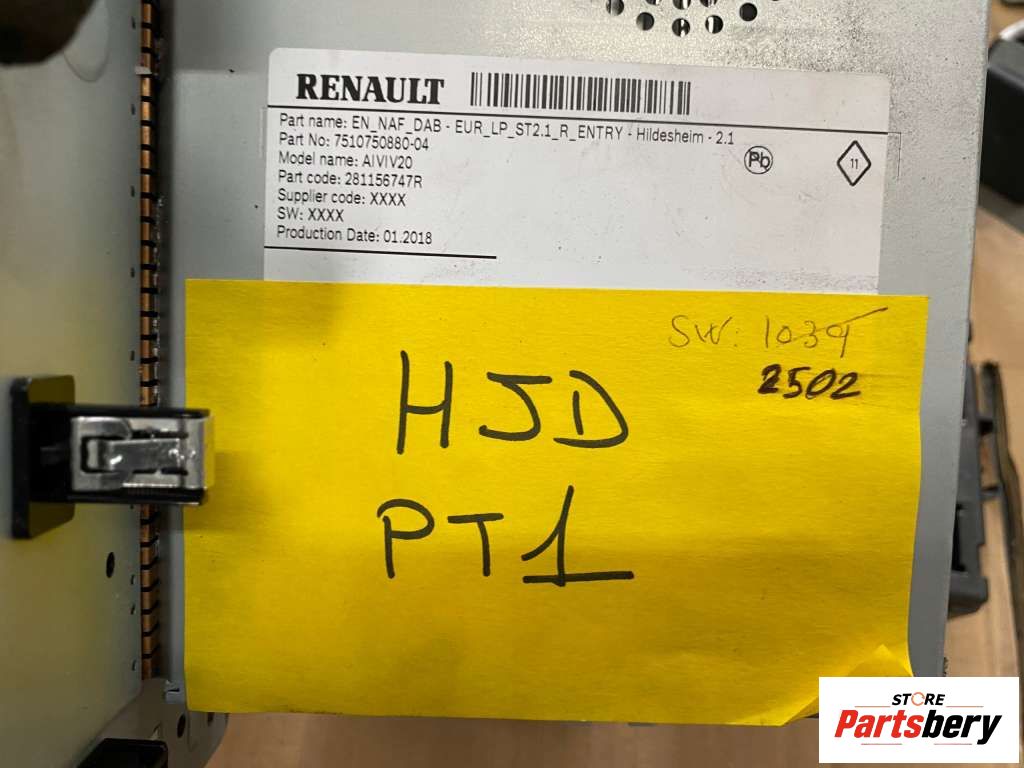 RENAULT
Part name: EN_NAF_DAB - EUR_LP_ST2.1_R_ENTRY - Hildesheim - 2.1
Part No: 7510750880-04
Model name: AIVIV20
Part code: 281156747R
Supplier code: XXXX
SW: XXXX
Production Date: 01.2018
Pb
11
SW: 1039
2502
HJD
PT1
STORE
Partsbery